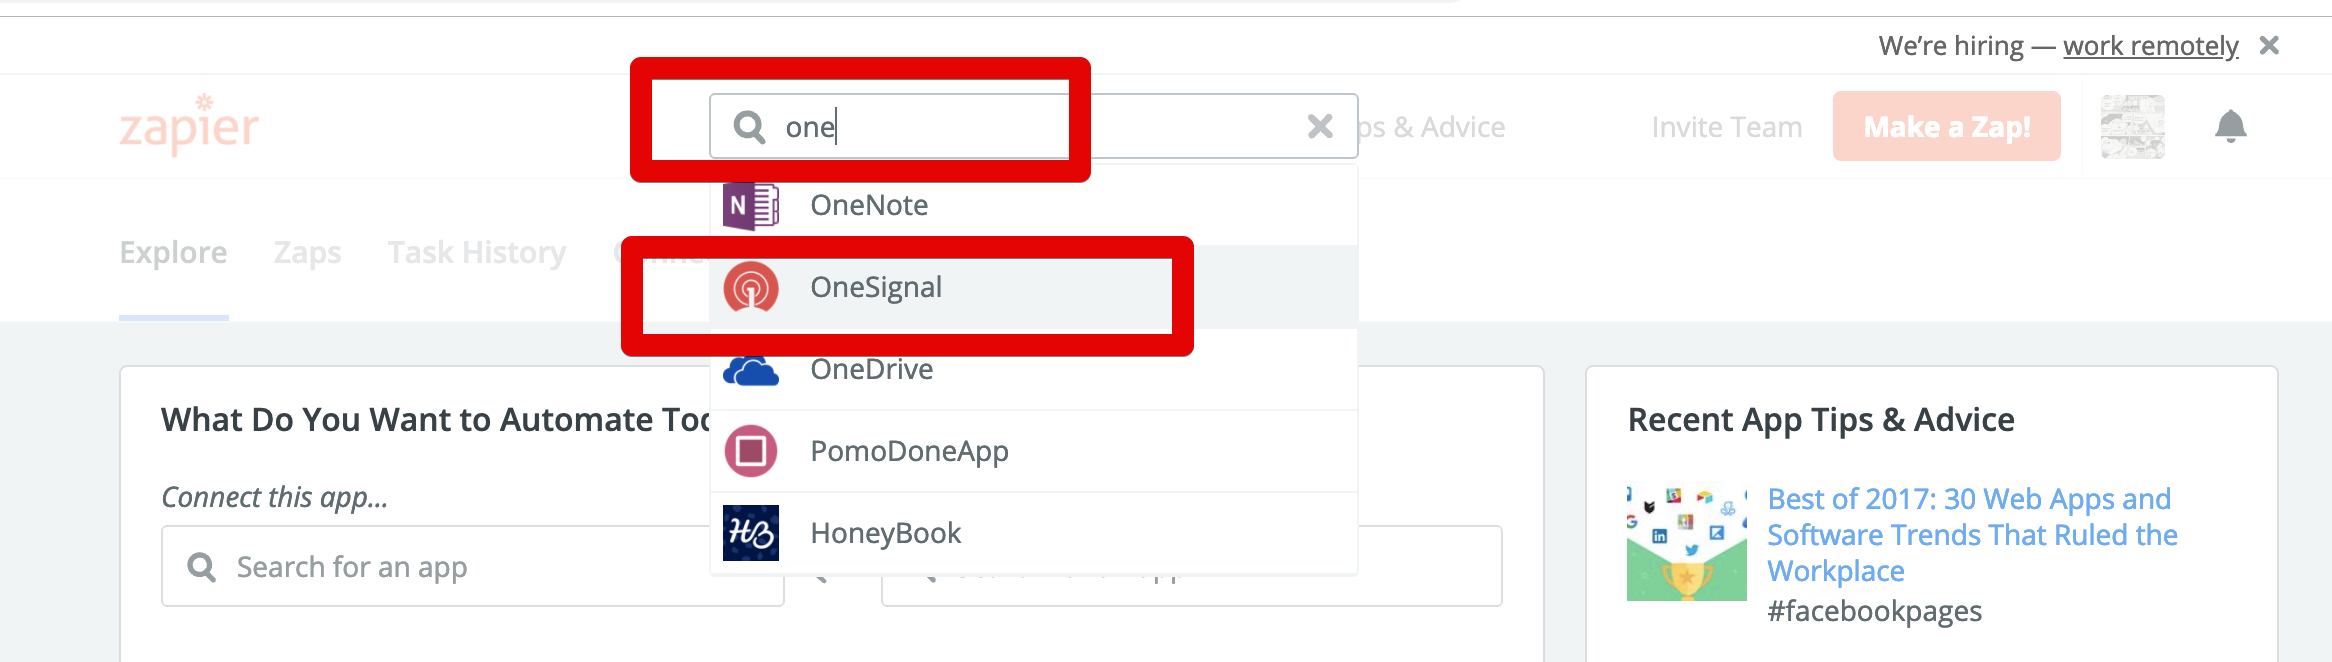 We're hiring — work remotely
zapier
one
ps & Advice
Invite Team
Make a Zap!
N
OneNote
Explore
Zaps
Task History
OneSignal
OneDrive
What Do You Want to Automate
PomoDoneApp
Connect this app...
HB
HoneyBook
Search for an app
Recent App Tips & Advice
Best of 2017: 30 Web Apps and
Software Trends That Ruled the
Workplace
#facebookpages